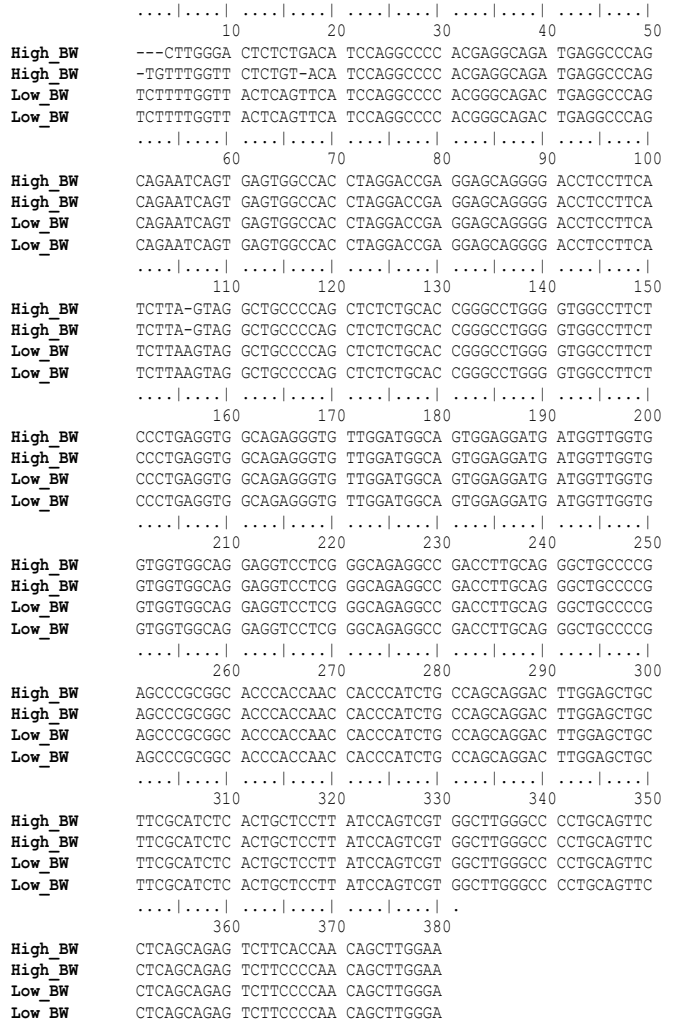 ....|....| ....|....| ....|....| ....|....| ....|....|
10 20 30 40 50
High_BW ---CTTGGGA CTCTCTGACA TCCAGGCCCC ACGAGGCAGA TGAGGCCCAG
High_BW -TGTTTGGTT CTCTGT-ACA TCCAGGCCCC ACGAGGCAGA TGAGGCCCAG
Low_BW TCTTTTGGTT ACTCAGTTCA TCCAGGCCCC ACGGGCAGAC TGAGGCCCAG
Low_BW TCTTTTGGTT ACTCAGTTCA TCCAGGCCCC ACGGGCAGAC TGAGGCCCAG
....|....| ....|....| ....|....| ....|....| ....|....|
60 70 80 90 100
High_BW CAGAATCAGT GAGTGGCCAC CTAGGACCGA GGAGCAGGGG ACCTCCTTCA
High_BW CAGAATCAGT GAGTGGCCAC CTAGGACCGA GGAGCAGGGG ACCTCCTTCA
Low_BW CAGAATCAGT GAGTGGCCAC CTAGGACCGA GGAGCAGGGG ACCTCCTTCA
Low_BW CAGAATCAGT GAGTGGCCAC CTAGGACCGA GGAGCAGGGG ACCTCCTTCA
....|....| ....|....| ....|....| ....|....| ....|....|
110 120 130 140 150
High_BW TCTTA-GTAG GCTGCCCCAG CTCTCTGCAC CGGGCCTGGG GTGGCCTTCT
High_BW TCTTA-GTAG GCTGCCCCAG CTCTCTGCAC CGGGCCTGGG GTGGCCTTCT
Low_BW TCTTAAGTAG GCTGCCCCAG CTCTCTGCAC CGGGCCTGGG GTGGCCTTCT
Low_BW TCTTAAGTAG GCTGCCCCAG CTCTCTGCAC CGGGCCTGGG GTGGCCTTCT
....|....| ....|....| ....|....| ....|....| ....|....|
160 170 180 190 200
High_BW CCCTGAGGTG GCAGAGGGTG TTGGATGGCA GTGGAGGATG ATGGTTGGTG
High_BW CCCTGAGGTG GCAGAGGGTG TTGGATGGCA GTGGAGGATG ATGGTTGGTG
Low_BW CCCTGAGGTG GCAGAGGGTG TTGGATGGCA GTGGAGGATG ATGGTTGGTG
Low_BW CCCTGAGGTG GCAGAGGGTG TTGGATGGCA GTGGAGGATG ATGGTTGGTG
....|....| ....|....| ....|....| ....|....| ....|....|
210 220 230 240 250
High_BW GTGGTGGCAG GAGGTCCTCG GGCAGAGGCC GACCTTGCAG GGCTGCCCCG
High_BW GTGGTGGCAG GAGGTCCTCG GGCAGAGGCC GACCTTGCAG GGCTGCCCCG
Low_BW GTGGTGGCAG GAGGTCCTCG GGCAGAGGCC GACCTTGCAG GGCTGCCCCG
Low_BW GTGGTGGCAG GAGGTCCTCG GGCAGAGGCC GACCTTGCAG GGCTGCCCCG
....|....| ....|....| ....|....| ....|....| ....|....|
260 270 280 290 300
High_BW AGCCCGCGGC ACCCACCAAC CACCCATCTG CCAGCAGGAC TTGGAGCTGC
High_BW AGCCCGCGGC ACCCACCAAC CACCCATCTG CCAGCAGGAC TTGGAGCTGC
Low_BW AGCCCGCGGC ACCCACCAAC CACCCATCTG CCAGCAGGAC TTGGAGCTGC
Low_BW AGCCCGCGGC ACCCACCAAC CACCCATCTG CCAGCAGGAC TTGGAGCTGC
....|....| ....|....| ....|....| ....|....| ....|....|
310 320 330 340 350
High_BW TTCGCATCTC ACTGCTCCTT ATCCAGTCGT GGCTTGGGCC CCTGCAGTTC
High_BW TTCGCATCTC ACTGCTCCTT ATCCAGTCGT GGCTTGGGCC CCTGCAGTTC
Low_BW TTCGCATCTC ACTGCTCCTT ATCCAGTCGT GGCTTGGGCC CCTGCAGTTC
Low_BW TTCGCATCTC ACTGCTCCTT ATCCAGTCGT GGCTTGGGCC CCTGCAGTTC
....|....| ....|....| ....|....| .
360 370 380
High_BW CTCAGCAGAG TCTTCACCAA CAGCTTGGAA
High_BW CTCAGCAGAG TCTTCCCCAA CAGCTTGGAA
Low_BW CTCAGCAGAG TCTTCCCCAA CAGCTTGGGA
Low_BW CTCAGCAGAG TCTTCCCCAA CAGCTTGGGA